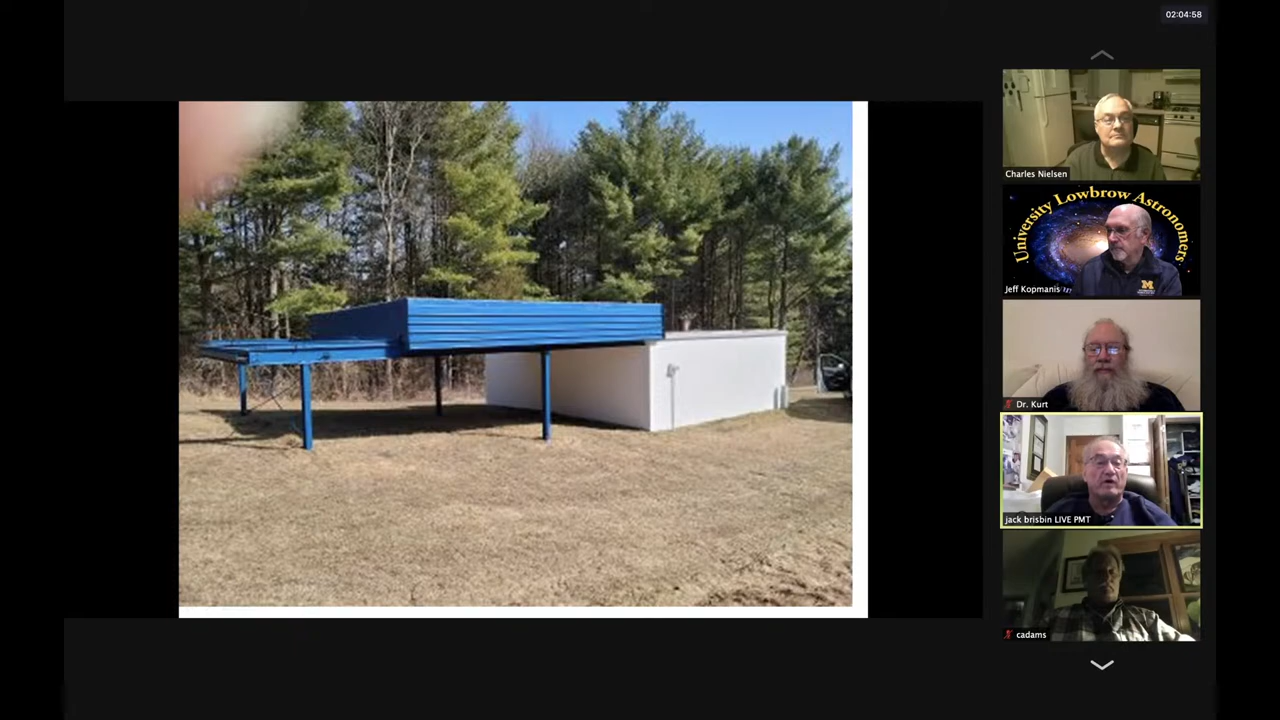 02:04:58
Charles Nielsen
University Lowbrow Astronomers
M
Jeff Kopmanis
Dr. Kurt
jack brisbin LIVE PMT
cadams